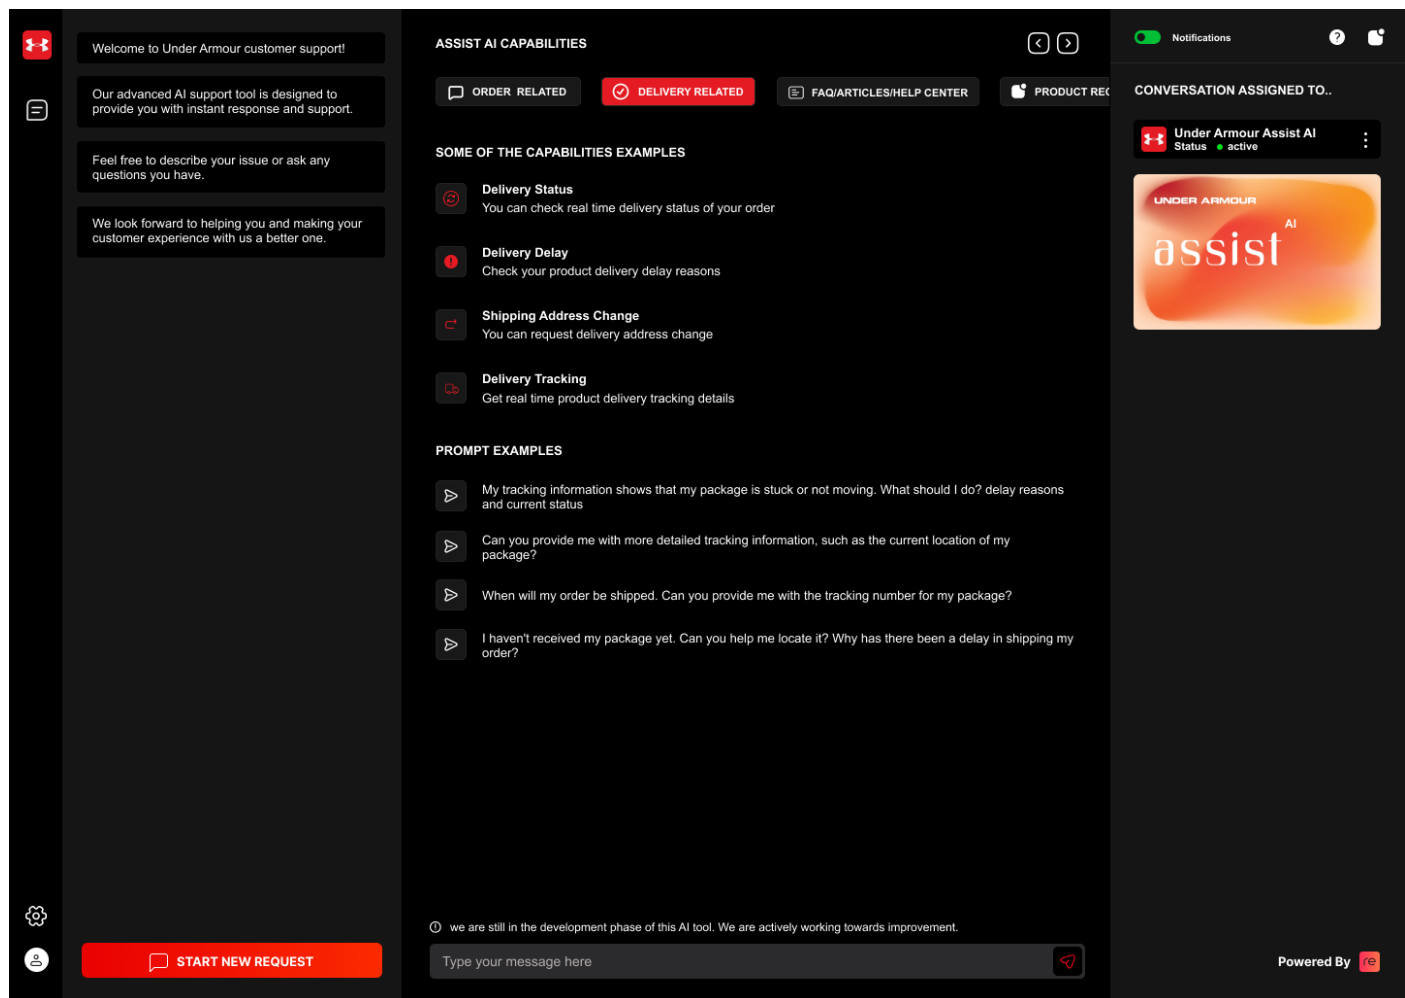 Welcome to Under Armour customer support!
Our advanced AI support tool is designed to
provide you with instant response and support.
Feel free to describe your issue or ask any
questions you have.
We look forward to helping you and making your
customer experience with us a better one.
START NEW REQUEST
ASSIST AI CAPABILITIES
ORDER RELATED
DELIVERY RELATED
FAQ/ARTICLES/HELP CENTER
PRODUCT REC
SOME OF THE CAPABILITIES EXAMPLES
Delivery Status
You can check real time delivery status of your order
Delivery Delay
Check your product delivery delay reasons
Shipping Address Change
You can request delivery address change
Delivery Tracking
Get real time product delivery tracking details
PROMPT EXAMPLES
My tracking information shows that my package is stuck or not moving. What should I do? delay reasons
and current status
Can you provide me with more detailed tracking information, such as the current location of my
package?
When will my order be shipped. Can you provide me with the tracking number for my package?
I haven't received my package yet. Can you help me locate it? Why has there been a delay in shipping my
order?
we are still in the development phase of this AI tool. We are actively working towards improvement.
Type your message here
Notifications
CONVERSATION ASSIGNED TO..
Under Armour Assist AI
Status active
UNDER ARMOUR
assist AI
Powered By re